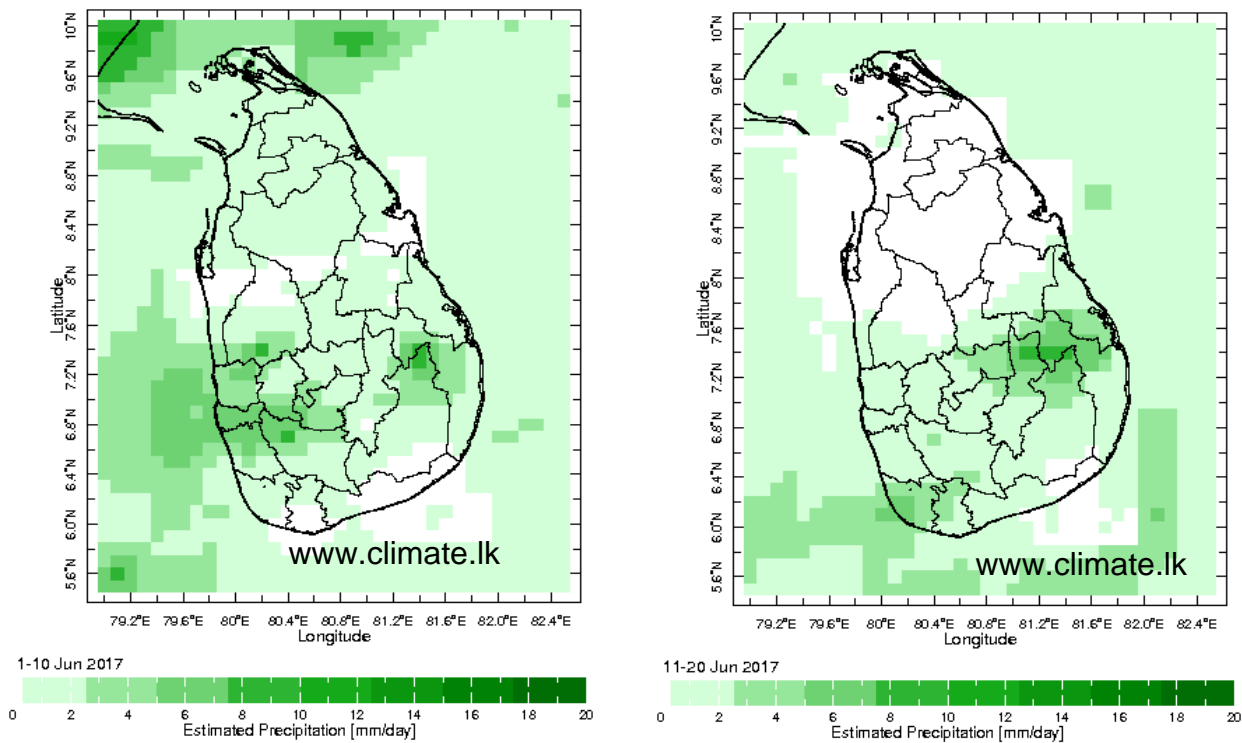 10°N
9.6°N
9.2°N
8.8°N
8.4°N
8°N
7.6°N
7.2°N
6.8°N
6.4°N
6.0°N
5.6°N
Latitude
www.climate.lk
79.2°E 79.6°E 80°E 80.4°E 80.8°E 81.2°E 81.6°E 82.0°E 82.4°E
Longitude
1-10 Jun 2017
0 2 4 6 8 10 12 14 16 18 20
Estimated Precipitation [mm/day]
10°N
9.6°N
9.2°N
8.8°N
8.4°N
8°N
7.6°N
7.2°N
6.8°N
6.4°N
6.0°N
5.6°N
Latitude
www.climate.lk
79.2°E 79.6°E 80°E 80.4°E 80.8°E 81.2°E 81.6°E 82.0°E 82.4°E
Longitude
11-20 Jun 2017
0 2 4 6 8 10 12 14 16 18 20
Estimated Precipitation [mm/day]